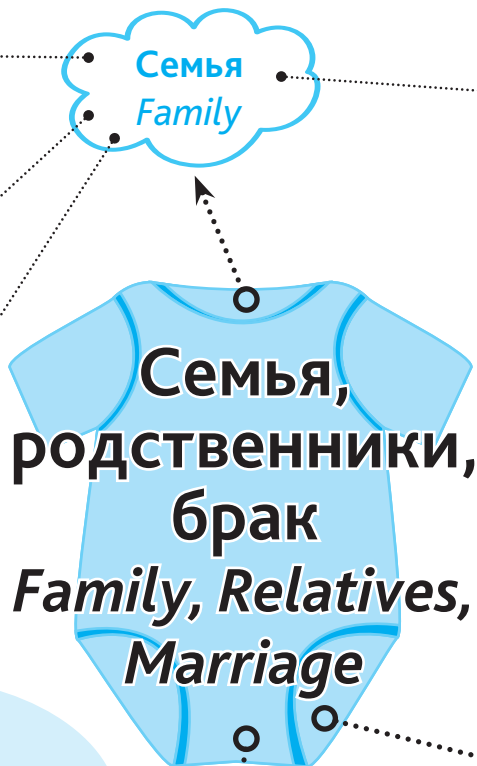 Семья
Family
Семья,
родственники,
брак
Family, Relatives,
Marriage